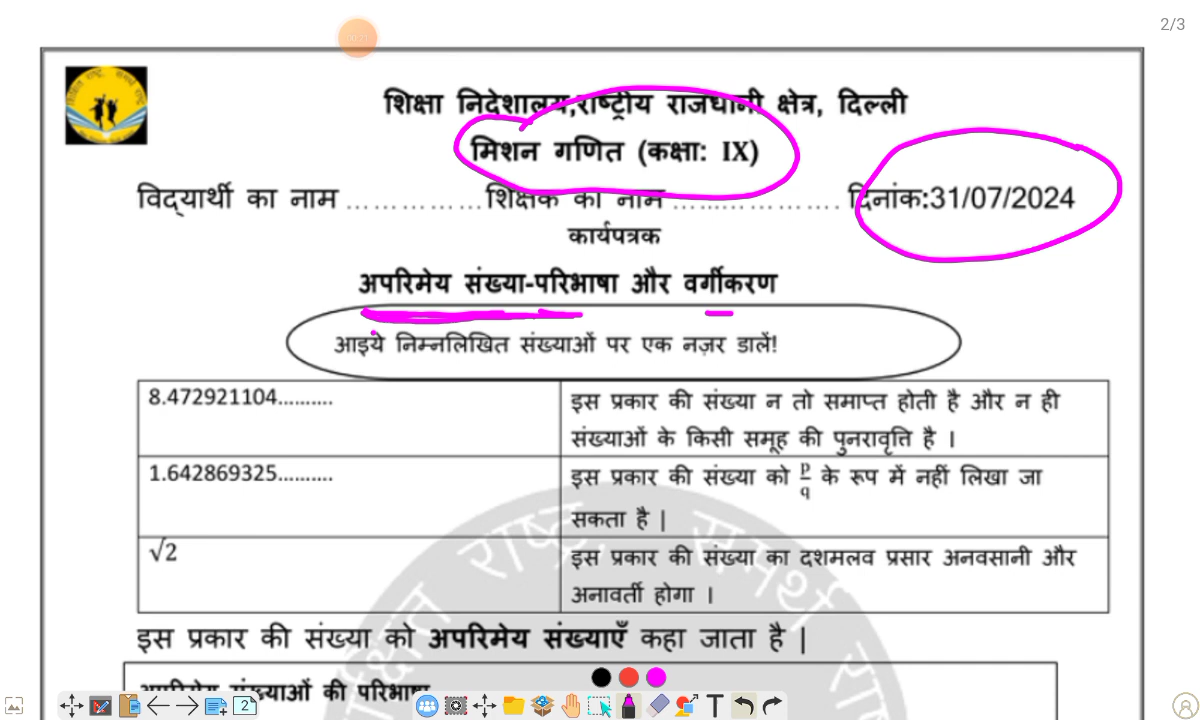 2/3
शिक्षा निदेशालय,राष्ट्रीय राजधानी क्षेत्र, दिल्ली
मिशन गणित (कक्षा: IX)
विद्यार्थी का नाम ……………शिक्षक का नाम ………………. दिनांक:31/07/2024
कार्यपत्रक
अपरिमेय संख्या-परिभाषा और वर्गीकरण
आइये निम्नलिखित संख्याओं पर एक नज़र डालें!
8.472921104..........
इस प्रकार की संख्या न तो समाप्त होती है और न ही
संख्याओं के किसी समूह की पुनरावृत्ति है ।
1.642869325..........
इस प्रकार की संख्या को p/q के रूप में नहीं लिखा जा
सकता है |
√2
इस प्रकार की संख्या का दशमलव प्रसार अनवसानी और
अनावर्ती होगा ।
इस प्रकार की संख्या को अपरिमेय संख्याएँ कहा जाता है |
अपरिमेय संख्याओं की परिभाषा
राष्ट्र, समर्थ
2
T